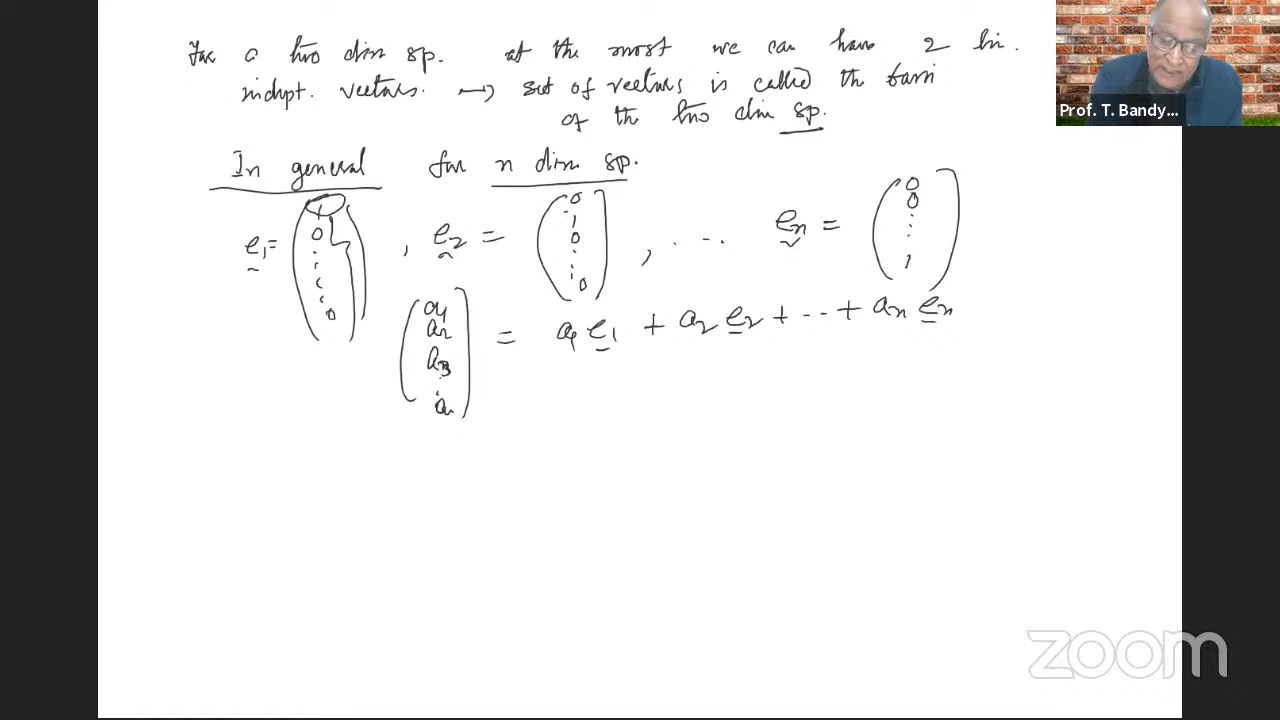 For a two dim sp. at the most we can have 2 lin.
indept. vectors. → set of vectors is called the basis
of the two dim sp.
In general for n dim sp.
e1 = (1 0 . . . . 0), e2 = (0 1 0 . . 0), . . . . en = (0 0 . . . 1)
(a1 a2 a3 . . an) = a1 e1 + a2 e2 + ... + an en
Prof. T. Bandy...
zoom